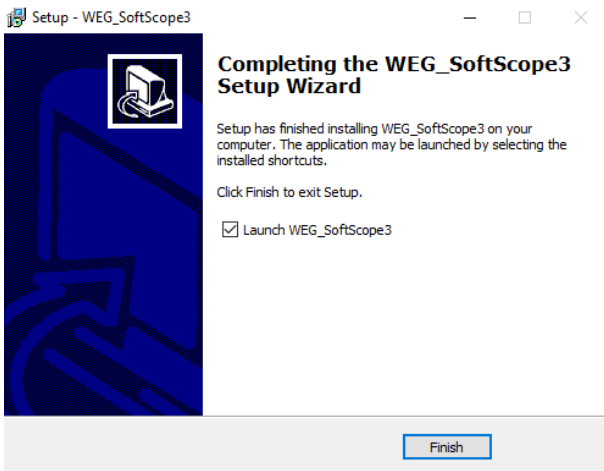 Setup - WEG_SoftScope3
Completing the WEG_SoftScope3
Setup Wizard
Setup has finished installing WEG_SoftScope3 on your
computer. The application may be launched by selecting the
installed shortcuts.
Click Finish to exit Setup.
Launch WEG_SoftScope3
Finish